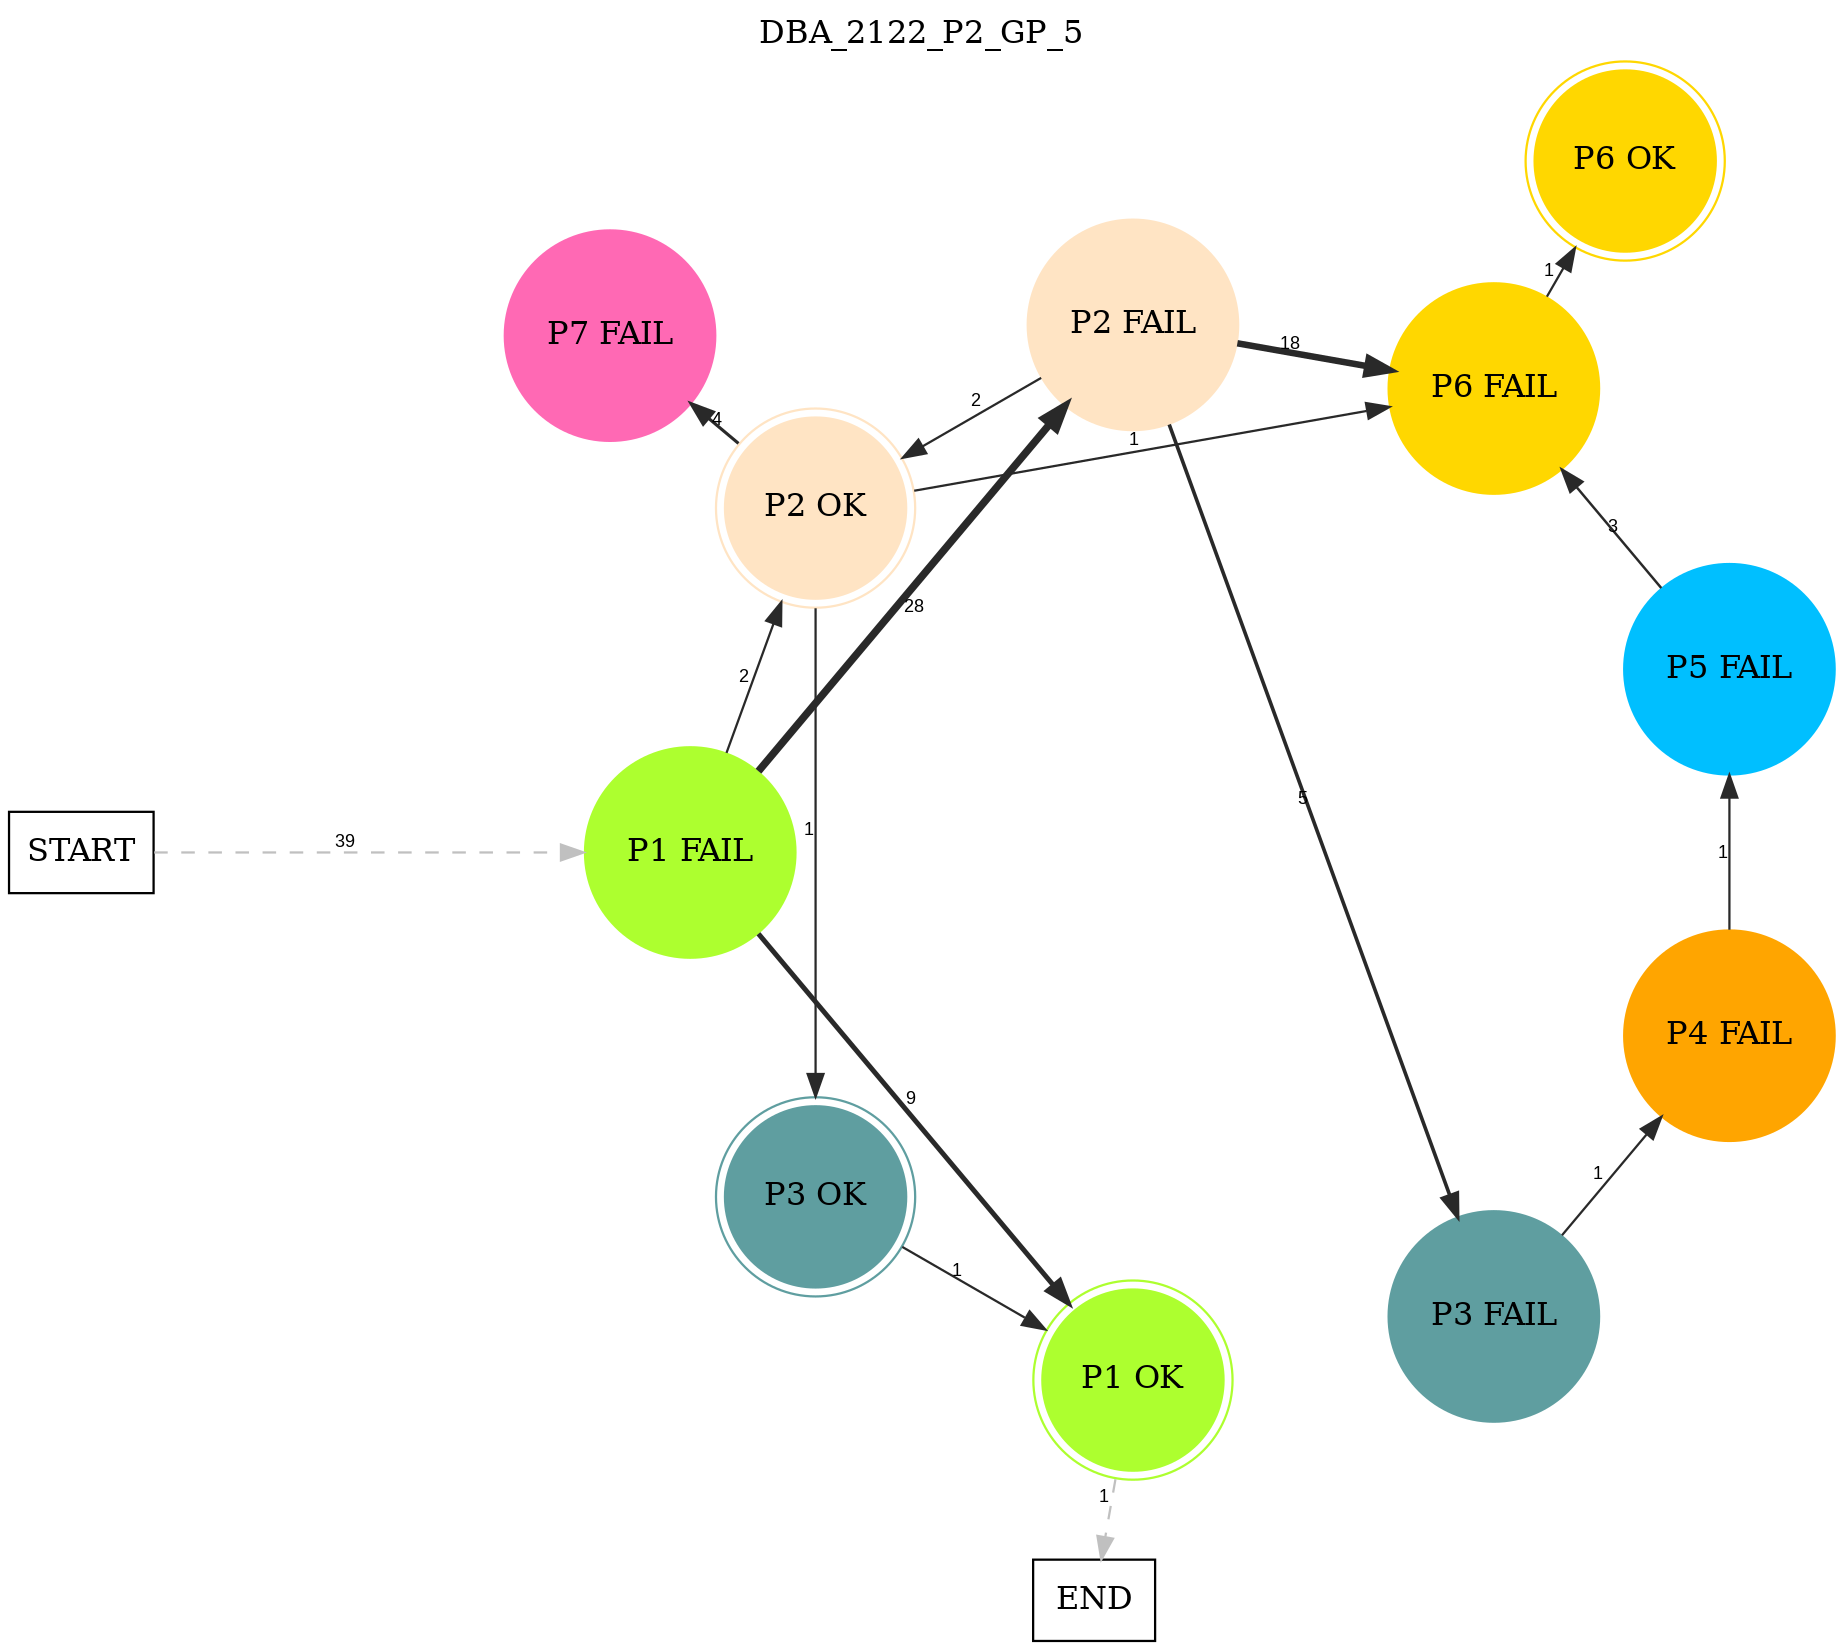 DBA_2122_P2_GP_5
P6 OK
1
P7 FAIL
P2 FAIL
18
P6 FAIL
2
4
1
P2 OK
3
28
P5 FAIL
2
5
1
START
39
P1 FAIL
1
P4 FAIL
9
1
P3 OK
1
P3 FAIL
P1 OK
1
END